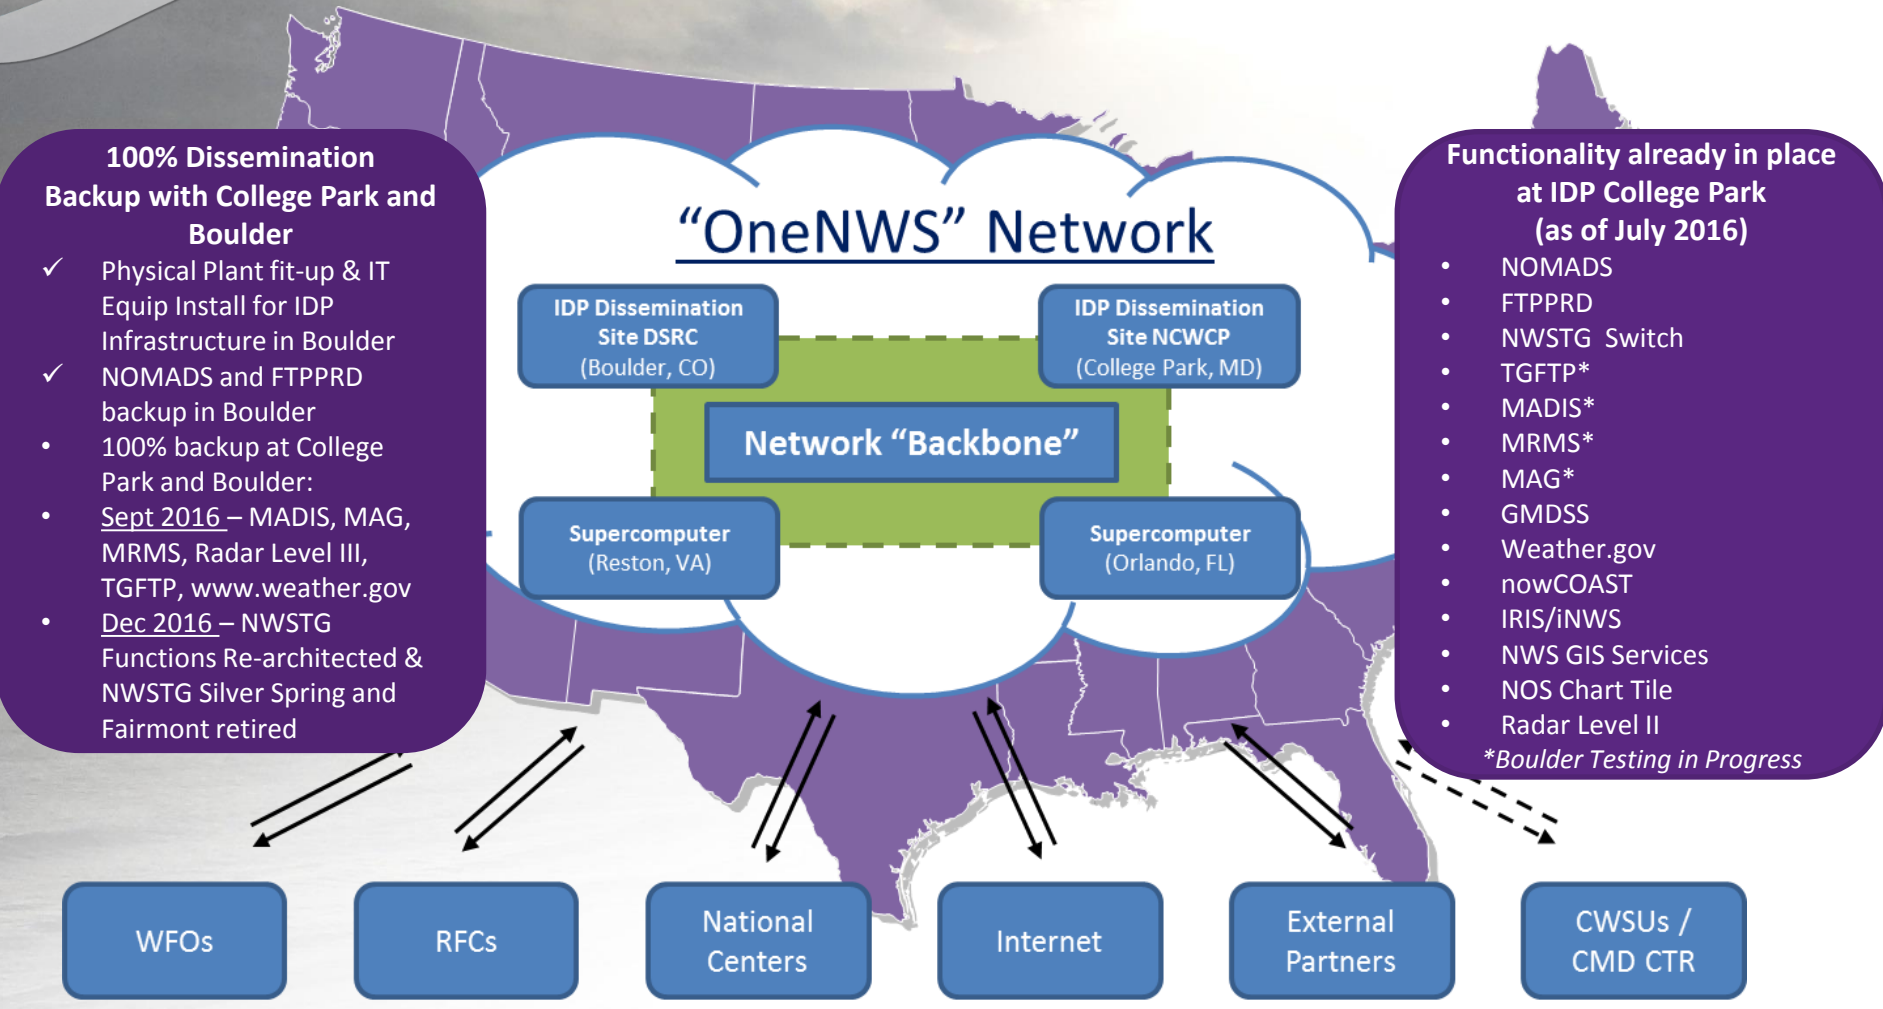 100% Dissemination
Backup with College Park and
Boulder
✓ Physical Plant fit-up & IT
Equip Install for IDP
Infrastructure in Boulder
✓ NOMADS and FTPPRD
backup in Boulder
• 100% backup at College
Park and Boulder:
• Sept 2016 – MADIS, MAG,
MRMS, Radar Level III,
TGFTP, www.weather.gov
• Dec 2016 – NWSTG
Functions Re-architected &
NWSTG Silver Spring and
Fairmont retired
“OneNWS” Network
IDP Dissemination
Site DSRC
(Boulder, CO)
IDP Dissemination
Site NCWCP
(College Park, MD)
Network “Backbone”
Supercomputer
(Reston, VA)
Supercomputer
(Orlando, FL)
Functionality already in place
at IDP College Park
(as of July 2016)
• NOMADS
• FTPPRD
• NWSTG Switch
• TGFTP*
• MADIS*
• MRMS*
• MAG*
• GMDSS
• Weather.gov
• nowCOAST
• IRIS/iNWS
• NWS GIS Services
• NOS Chart Tile
• Radar Level II
*Boulder Testing in Progress
WFOs
RFCs
National
Centers
Internet
External
Partners
CWSUs /
CMD CTR